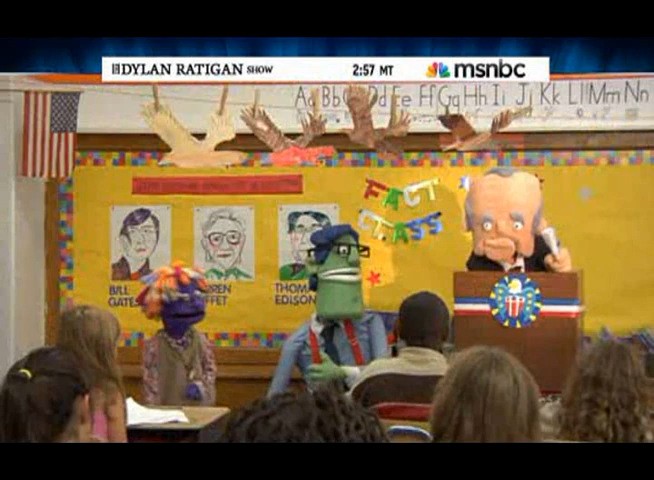 THE DYLAN RATIGAN SHOW 2:57 MT msnbc
Aa Bb Cc Dd Ee Ff Gg Hh Ii Jj Kk Ll Mm Nn
FACT
CLASS
BILL
GATES
THOMAS
EDISON